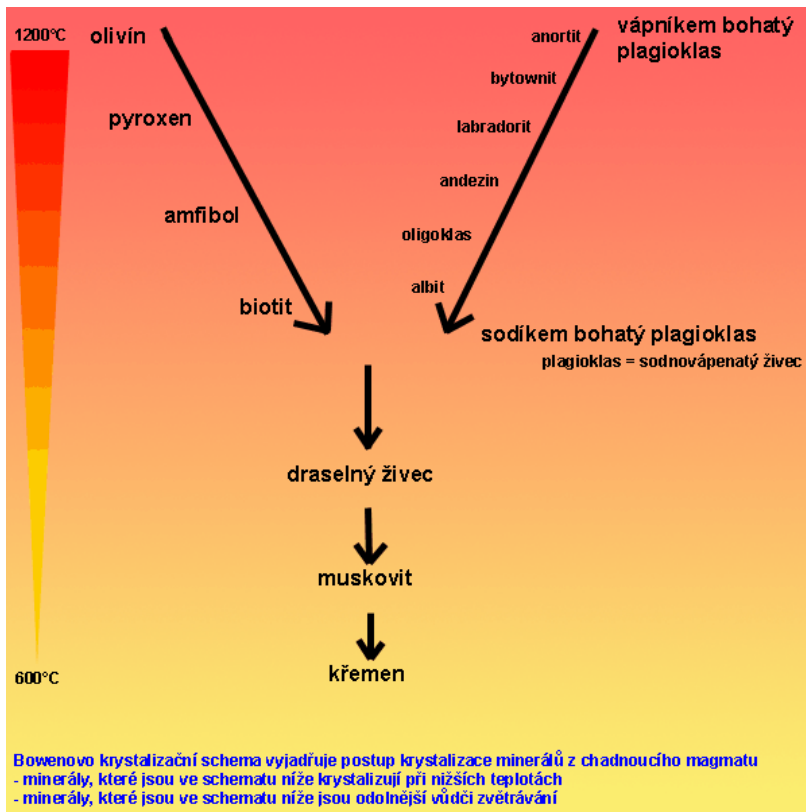 1200°C
olivín
pyroxen
amfibol
biotit
vápníkem bohatý
plagioklas
anortit
bytownit
labradorit
andezin
oligoklas
albit
sodíkem bohatý plagioklas
plagioklas = sodnovápenatý živec
draselný živec
muskovit
křemen
600°C
Bowenovo krystalizační schema vyjadřuje postup krystalizace minerálů z chadnoucího magmatu
- minerály, které jsou ve schematu níže krystalizují při nižších teplotách
- minerály, které jsou ve schematu níže jsou odolnější vůdči zvětrávání